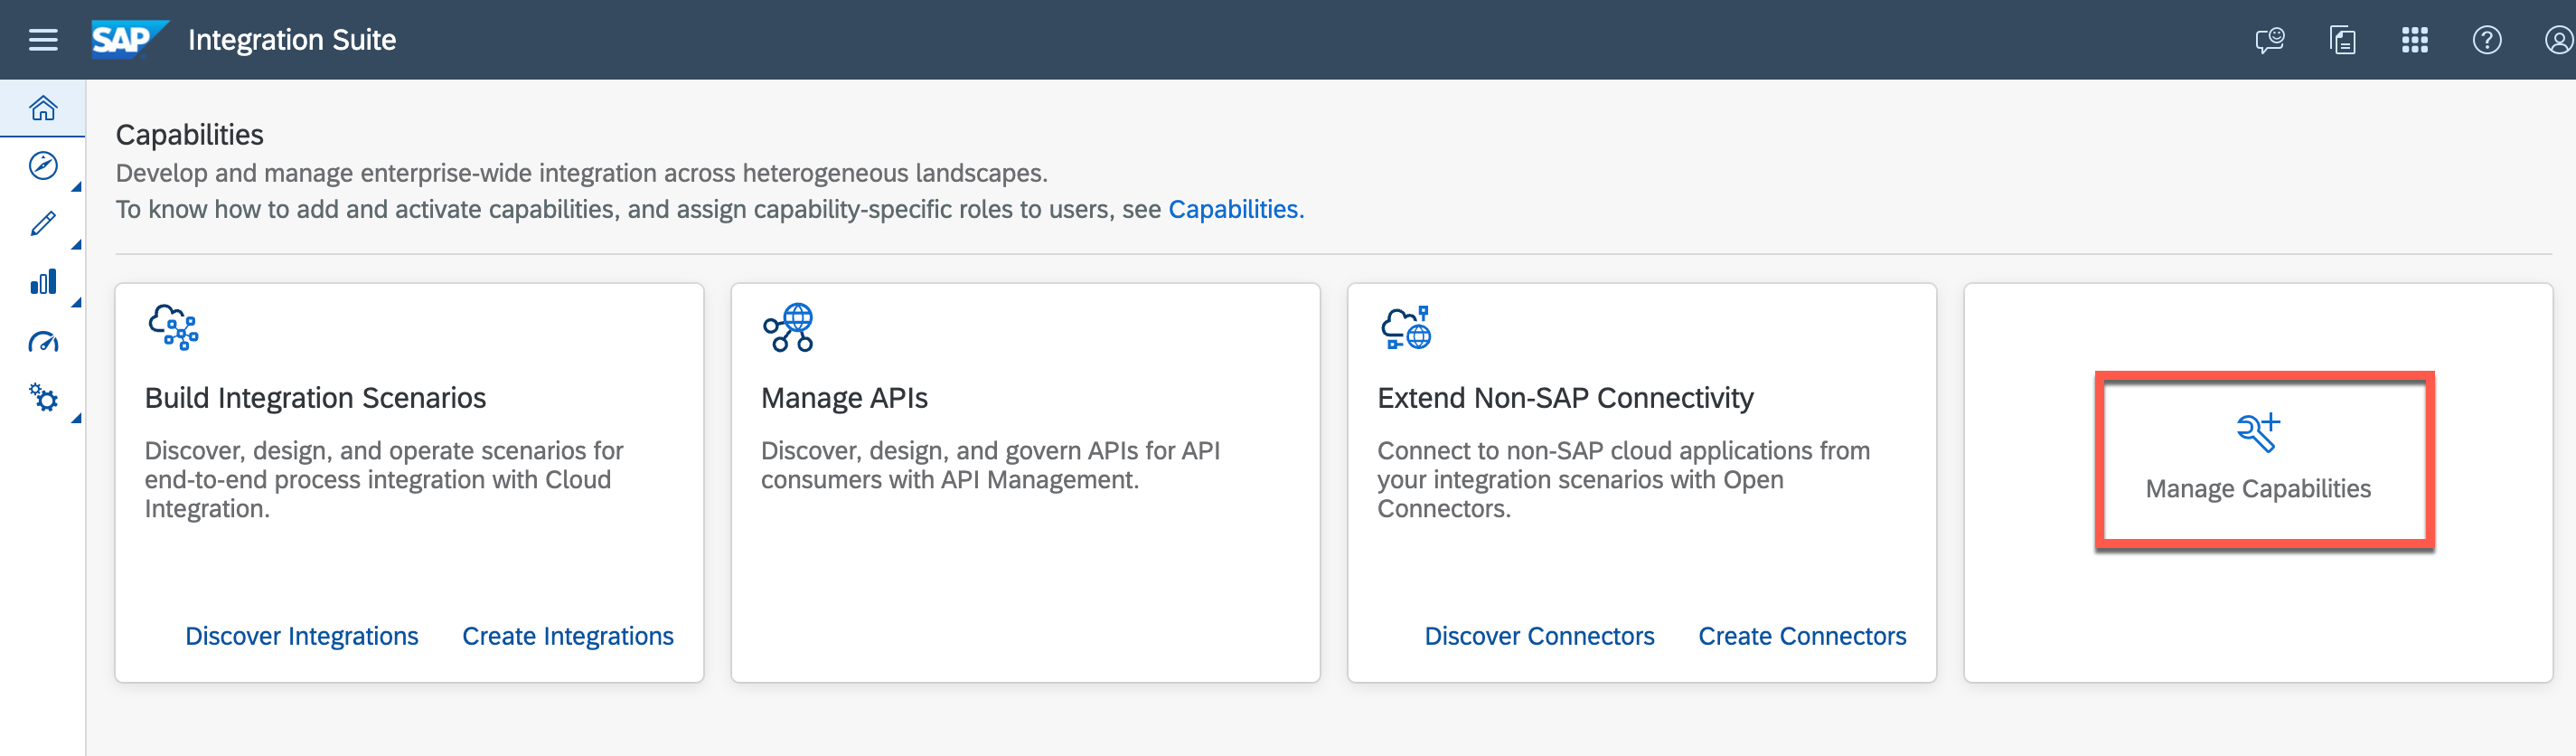 SAP Integration Suite
Capabilities
Develop and manage enterprise-wide integration across heterogeneous landscapes.
To know how to add and activate capabilities, and assign capability-specific roles to users, see Capabilities.
Build Integration Scenarios
Discover, design, and operate scenarios for
end-to-end process integration with Cloud
Integration.
Discover Integrations Create Integrations
Manage APIs
Discover, design, and govern APIs for API
consumers with API Management.
Extend Non-SAP Connectivity
Connect to non-SAP cloud applications from
your integration scenarios with Open
Connectors.
Discover Connectors Create Connectors
Manage Capabilities